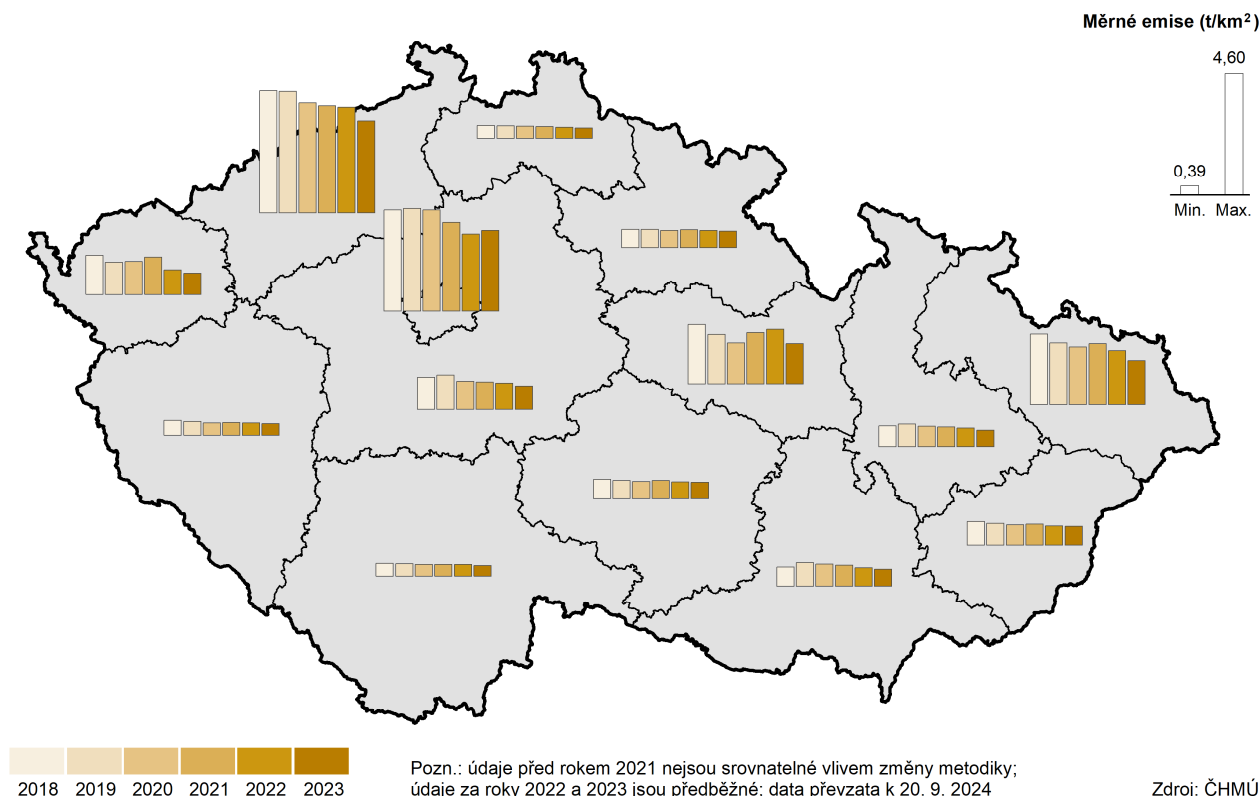 Měrné emise (t/km²)
4,60
0,39
Min. Max.
2018 2019 2020 2021 2022 2023
Pozn.: údaje před rokem 2021 nejsou srovnatelné vlivem změny metodiky;
údaje za roky 2022 a 2023 jsou předběžné; data převzata k 20. 9. 2024
Zdroj: ČHMÚ